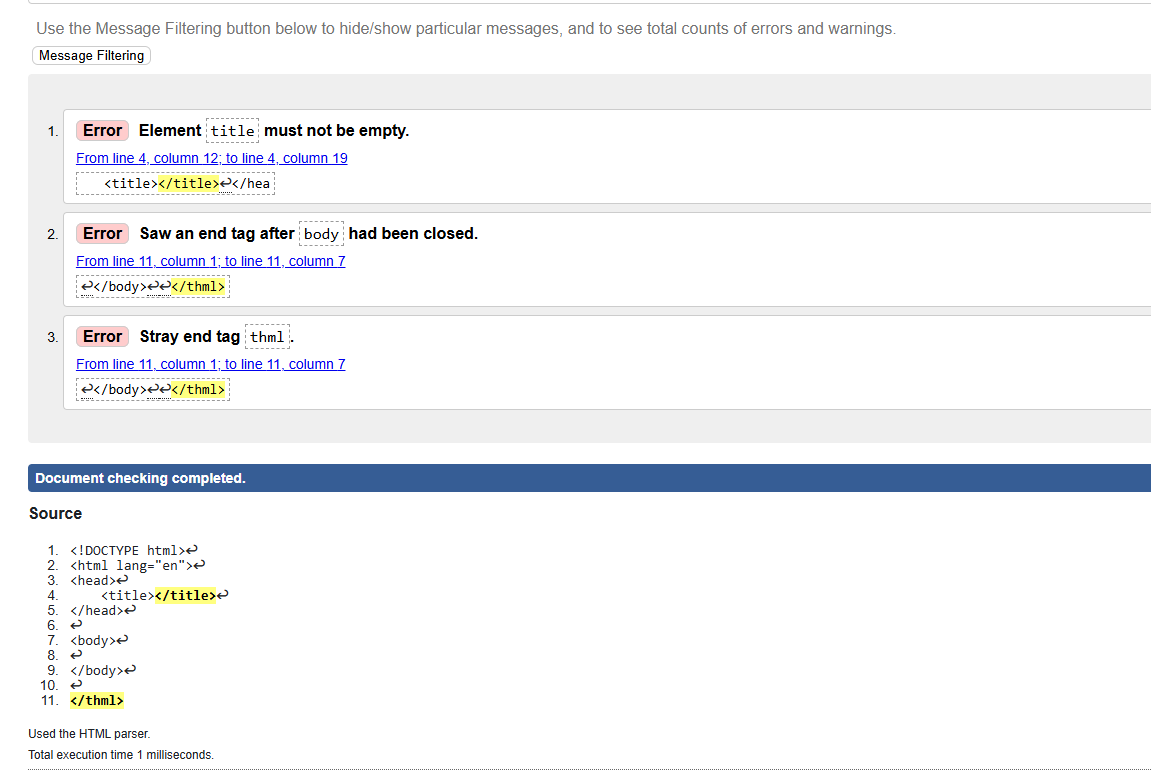 Use the Message Filtering button below to hide/show particular messages, and to see total counts of errors and warnings.
Message Filtering
1. Error Element title must not be empty.
From line 4, column 12; to line 4, column 19
<title></title>↩</hea
2. Error Saw an end tag after body had been closed.
From line 11, column 1; to line 11, column 7
↩</body>↩↩</thml>
3. Error Stray end tag thml.
From line 11, column 1; to line 11, column 7
↩</body>↩↩</thml>
Document checking completed.
Source
1. <!DOCTYPE html>↩
2. <html lang="en">↩
3. <head>↩
4.     <title></title>↩
5. </head>↩
6. ↩
7. <body>↩
8. ↩
9. </body>↩
10. ↩
11. </thml>
Used the HTML parser.
Total execution time 1 milliseconds.